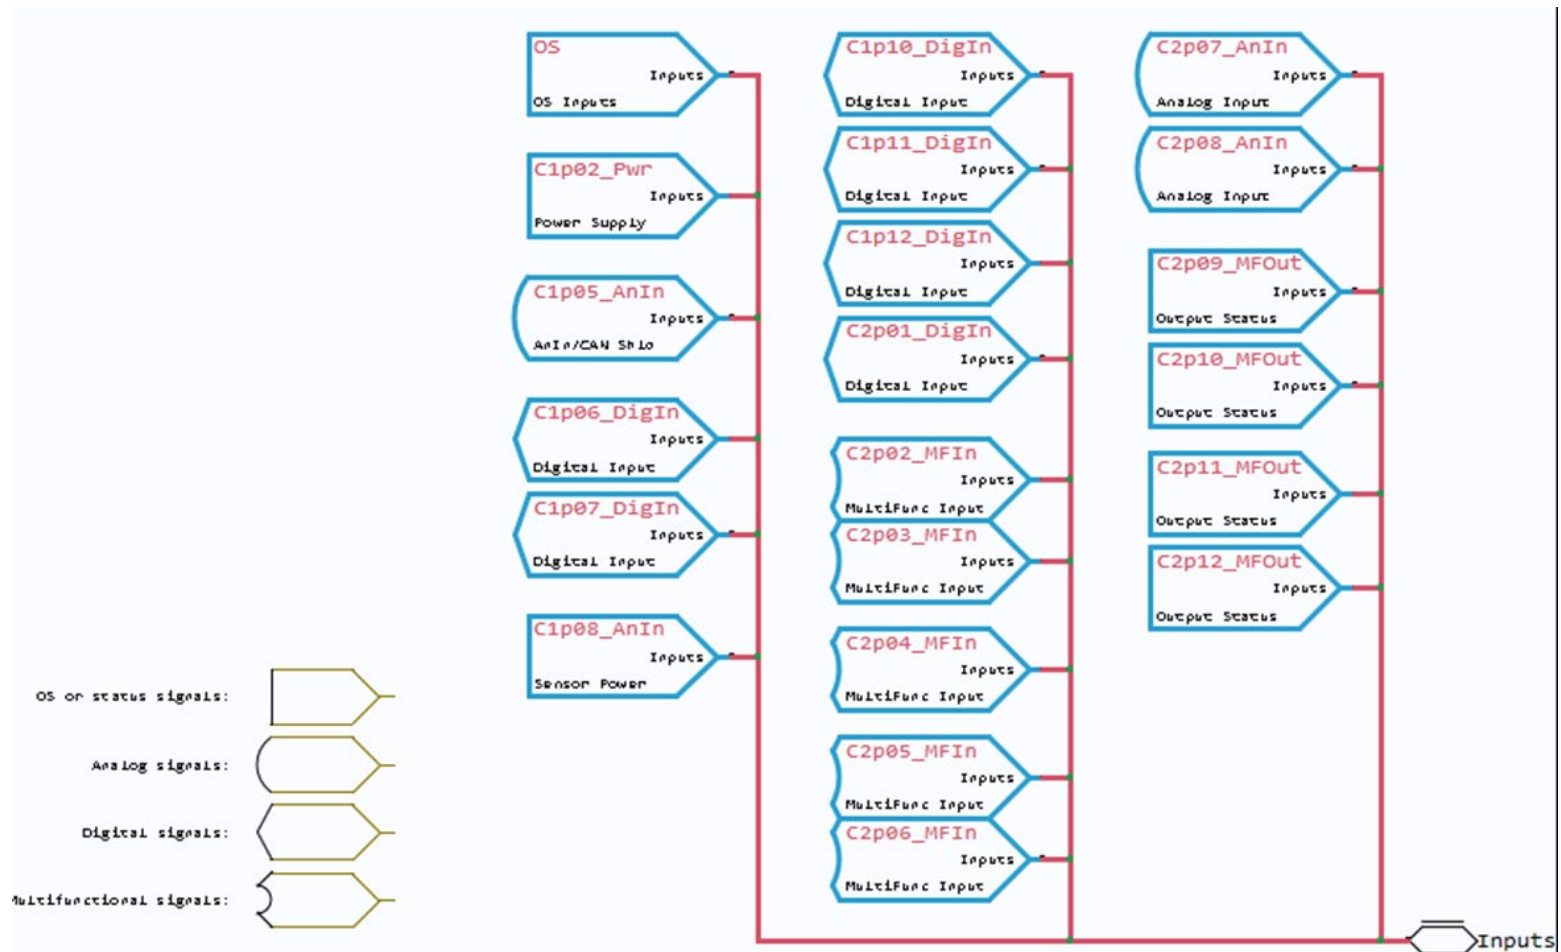 OS
Inputs
OS Inputs
C1p02_Pwr
Inputs
Power Supply
C1p05_AnIn
Inputs
AnIn/CAN Shlo
C1p06_DigIn
Inputs
Digital Input
C1p07_DigIn
Inputs
Digital Input
C1p08_AnIn
Inputs
Sensor Power
C1p10_DigIn
Inputs
Digital Input
C1p11_DigIn
Inputs
Digital Input
C1p12_DigIn
Inputs
Digital Input
C2p01_DigIn
Inputs
Digital Input
C2p02_MFIn
Inputs
MultiFunc Input
C2p03_MFIn
Inputs
MultiFunc Input
C2p04_MFIn
Inputs
MultiFunc Input
C2p05_MFIn
Inputs
MultiFunc Input
C2p06_MFIn
Inputs
MultiFunc Input
C2p07_AnIn
Inputs
Analog Input
C2p08_AnIn
Inputs
Analog Input
C2p09_MFOut
Inputs
Output Status
C2p10_MFOut
Inputs
Output Status
C2p11_MFOut
Inputs
Output Status
C2p12_MFOut
Inputs
Output Status
OS or status signals:
Analog signals:
Digital signals:
Multifunctional signals:
Inputs